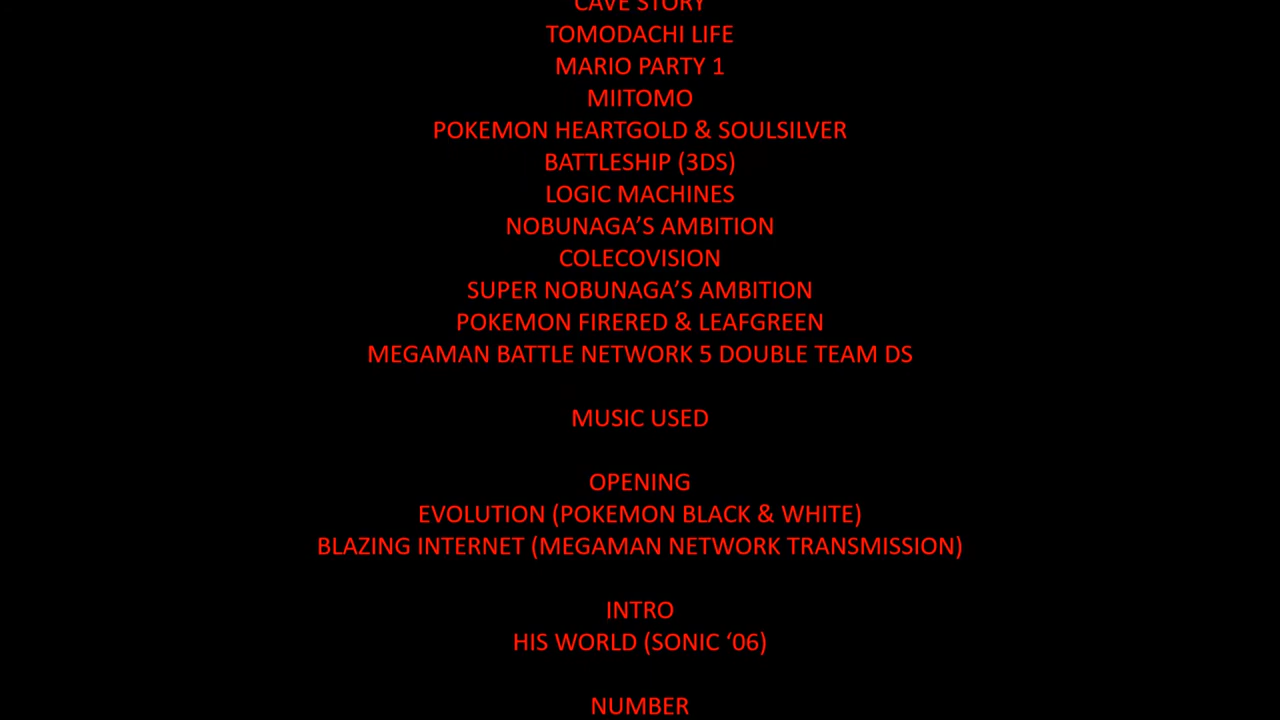 CAVE STORY
TOMODACHI LIFE
MARIO PARTY 1
MIITOMO
POKEMON HEARTGOLD & SOULSILVER
BATTLESHIP (3DS)
LOGIC MACHINES
NOBUNAGA’S AMBITION
COLECOVISION
SUPER NOBUNAGA’S AMBITION
POKEMON FIRERED & LEAFGREEN
MEGAMAN BATTLE NETWORK 5 DOUBLE TEAM DS
MUSIC USED
OPENING
EVOLUTION (POKEMON BLACK & WHITE)
BLAZING INTERNET (MEGAMAN NETWORK TRANSMISSION)
INTRO
HIS WORLD (SONIC ‘06)
NUMBER